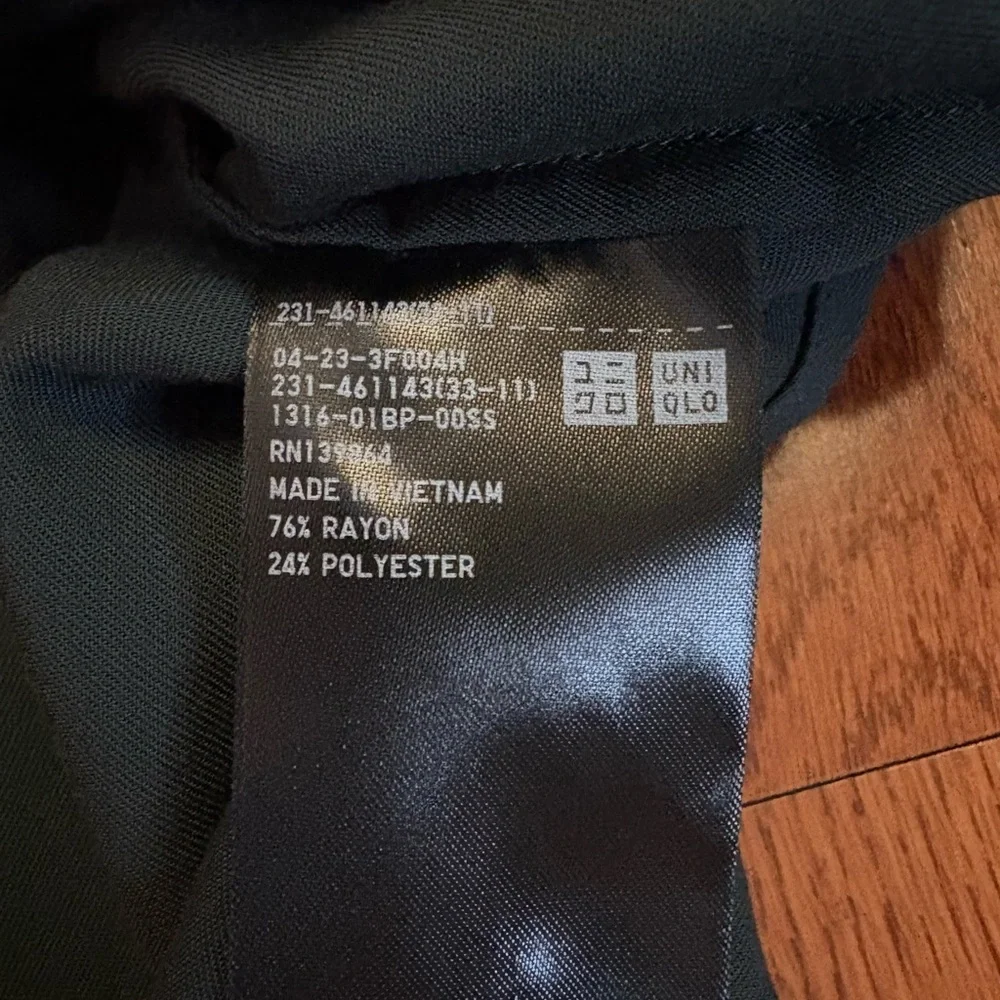 04-23-3F004H
231-461143(33-11)
1316-01BP-00SS
MADE IN VIETNAM
76% RAYON
24% POLYESTER
ユニ
クロ
UNI
QLO